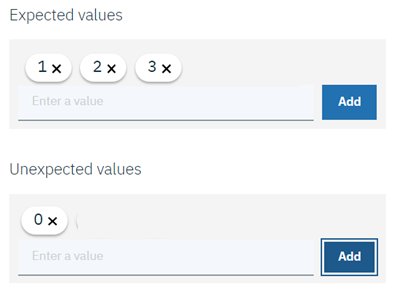 Expected values
1 × 2 × 3 ×
Enter a value Add
Unexpected values
0 ×
Enter a value Add